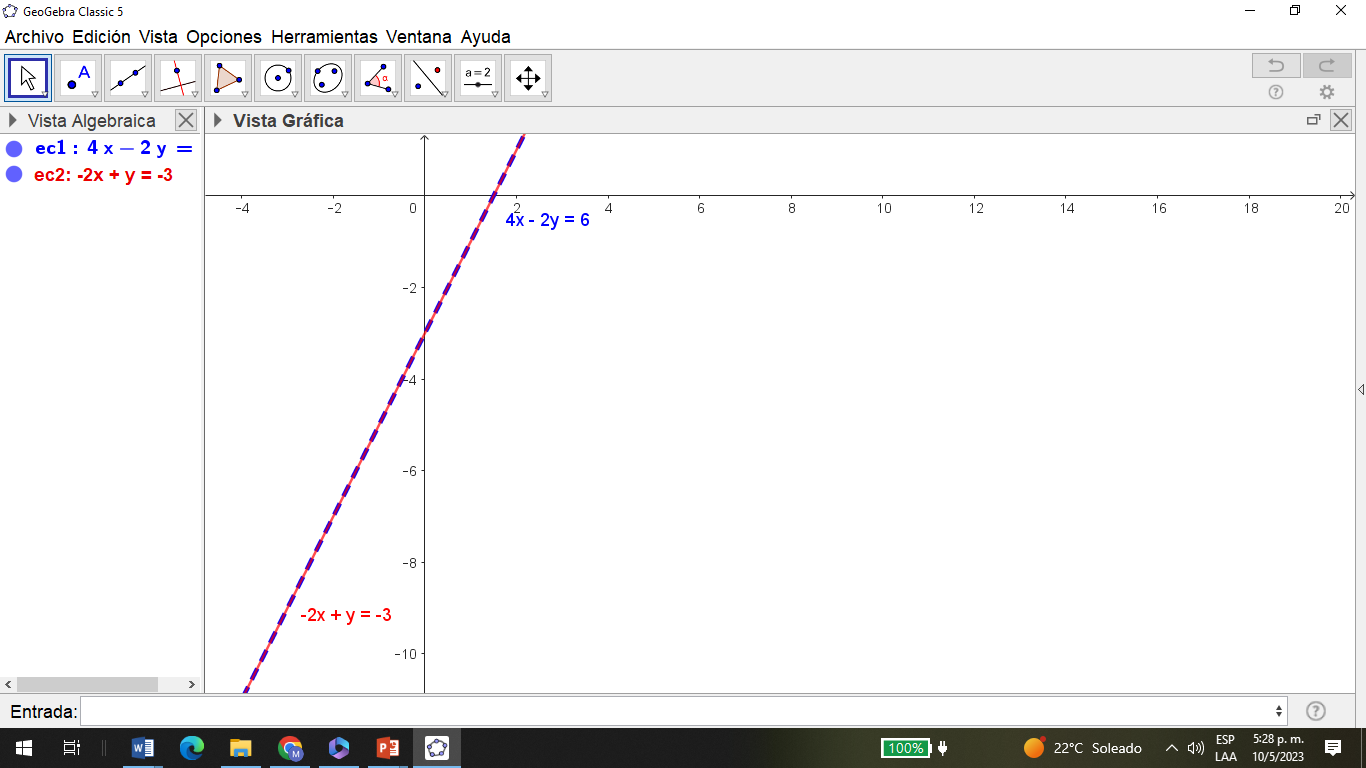 GeoGebra Classic 5
Archivo Edición Vista Opciones Herramientas Ventana Ayuda
A
α
a = 2
Vista Algebraica
Vista Gráfica
ec1 : 4 x − 2 y =
ec2: -2x + y = -3
−4 −2 0 2 4 6 8 10 12 14 16 18 20
4x - 2y = 6
−2
−4
−6
−8
-2x + y = -3
−10
Entrada:
100%
22°C Soleado
ESP
LAA
5:28 p. m.
10/5/2023